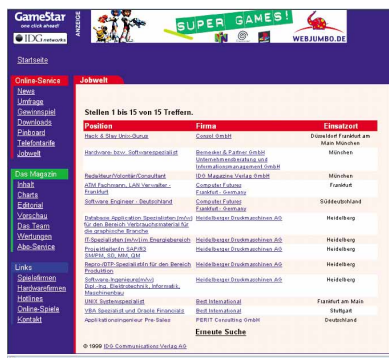 GameStar
one click ahead!
IDG networks
ANZEIGE
SUPER GAMES!
WEBJUMBO.DE
Startseite
Online-Service
News
Umfrage
Gewinnspiel
Downloads
Pinboard
Telefontarife
Jobwelt
Das Magazin
Inhalt
Charts
Editorial
Vorschau
Das Team
Wertungen
Abo-Service
Links
Spielefirmen
Hardwarefirmen
Hotlines
Online-Spiele
Kontakt
Jobwelt
Stellen 1 bis 15 von 15 Treffern.
Position Firma Einsatzort
Hack & Slay Unix-Gurus Consol GmbH Düsseldorf Frankfurt am
Main München
Hardware- bzw. Softwarespezialist Bernecker & Partner GmbH München
Unternehmensberatung und
Informationsmanagement GmbH
Redakteur/Volontär/Consultant IDG Magazine Verlag GmbH München
ATM Fachmann, LAN Verwalter - Computer Futures Frankfurt
Frankfurt Frankfurt - Germany
Software Engineer - Deutschland Computer Futures Süddeutschland
Frankfurt - Germany
Database Application Spezialisten (m/w) Heidelberger Druckmaschinen AG Heidelberg
für den Bereich Verbrauchsmaterial für
die graphische Branche
IT-Spezialisten (m/w) im Energiebereich Heidelberger Druckmaschinen AG Heidelberg
ProjektleiterIn SAP/R3 Heidelberger Druckmaschinen AG Heidelberg
SM/PM, SD, MM, QM
Repro-/DTP-SpezialistIn für den Bereich Heidelberger Druckmaschinen AG Heidelberg
Produktion
Software-Ingenieure(m/w) Heidelberger Druckmaschinen AG Heidelberg
Dipl.-Ing. Elektrotechnik, Informatik,
Maschinenbau
UNIX Systemspezialist Best International Frankfurt am Main
VBA Spezialist und Oracle Financials Best International Stuttgart
Applikationsingenieur Pre-Sales PERIT Consulting GmbH Deutschland
Erneute Suche
© 1999 IDG Communications Verlag AG